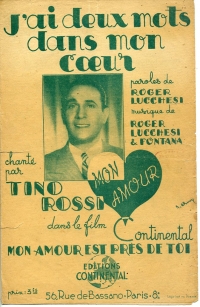 J'ai deux mots
dans mon
Cœur
paroles de
ROGER
LUCCHESI
musique de
ROGER
LUCCHESI
& FONTANA
chanté
par
TINO
ROSSI
MON
AMOUR
dans le film
Continental
MON-AMOUR EST PRÈS DE TOI
EDITIONS
CONTINENTAL
56, Rue de Bassano-Paris-8e